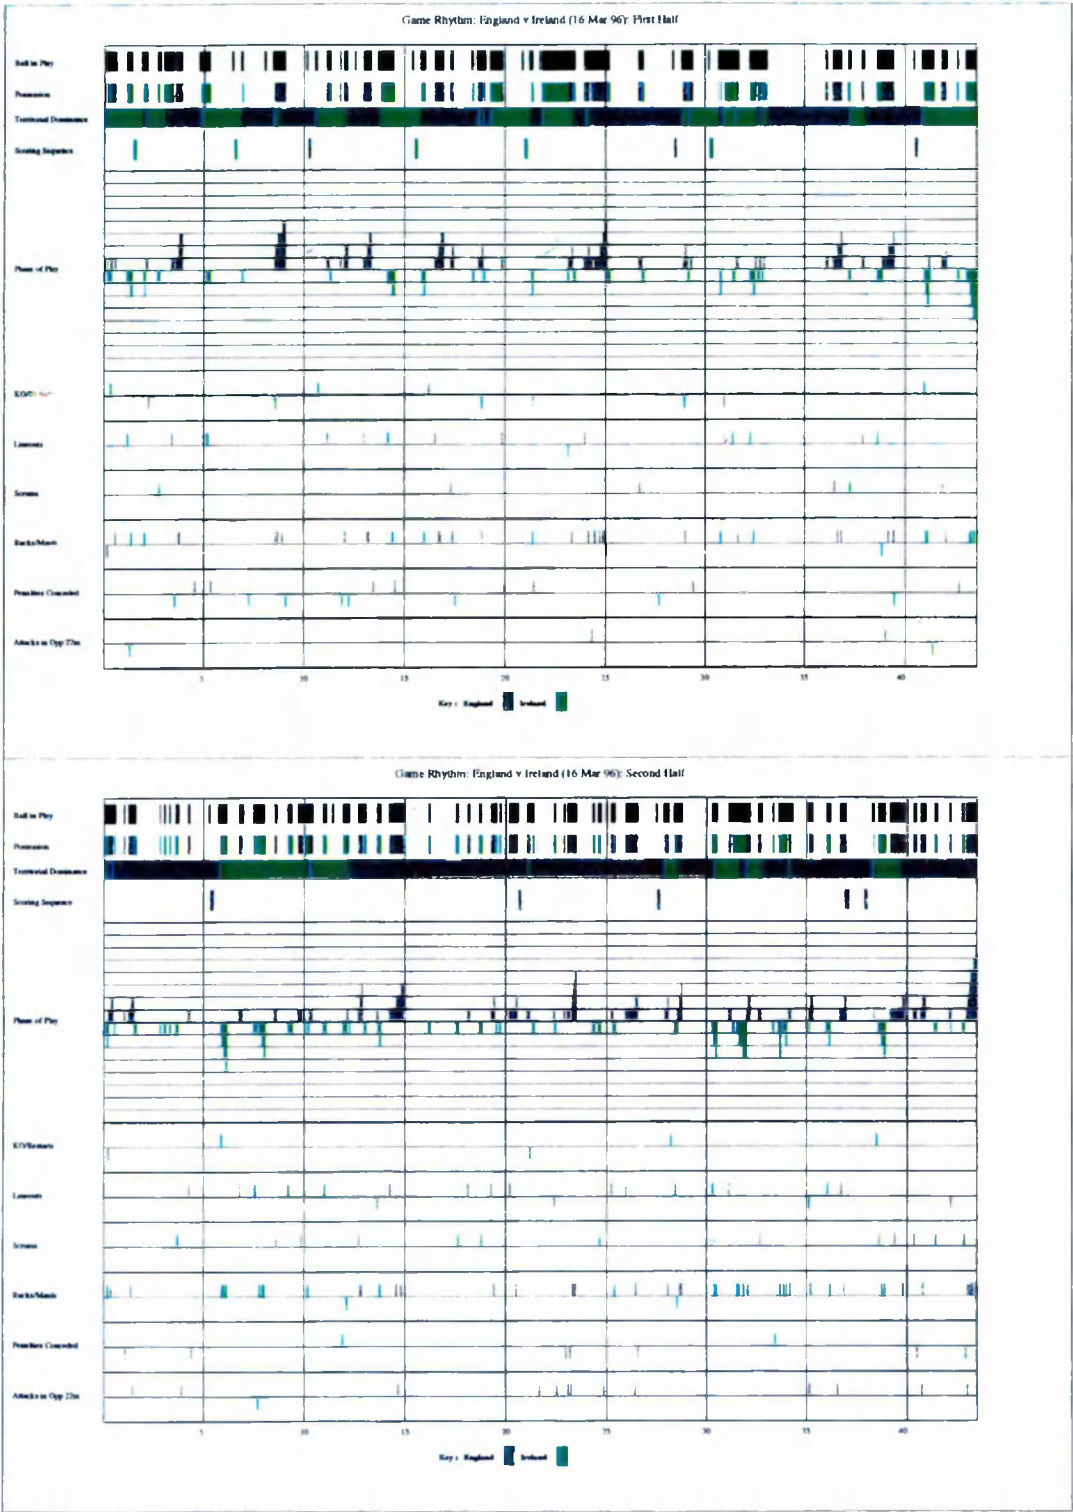 Game Rhythm: England v Ireland (16 Mar 96): First Half
Ball in Play
Possession
Territorial Dominance
Scoring Sequence
Phase of Play
Lineouts
Scrums
Rucks/Mauls
Penalties Conceded
Attacks in Opp 22m
5 10 15 20 25 30 35 40
Key : England Ireland
Game Rhythm: England v Ireland (16 Mar 96): Second Half
Ball in Play
Possession
Territorial Dominance
Scoring Sequence
Phase of Play
KO/Restarts
Lineouts
Scrums
Rucks/Mauls
Penalties Conceded
Attacks in Opp 22m
5 10 15 20 25 30 35 40
Key : England Ireland